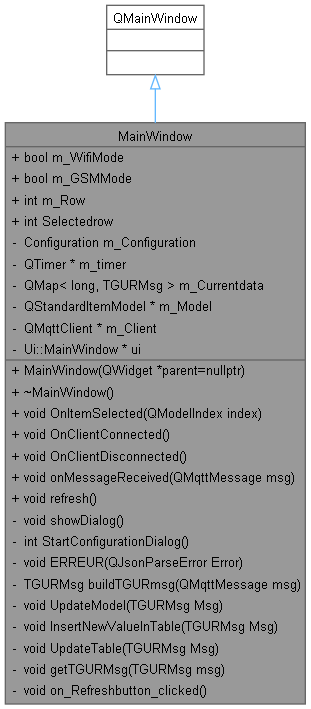 QMainWindow
MainWindow
+ bool m_WifiMode
+ bool m_GSMMode
+ int m_Row
+ int Selectedrow
- Configuration m_Configuration
- QTimer * m_timer
- QMap< long, TGURMsg > m_Currentdata
- QStandardItemModel * m_Model
- QMqttClient * m_Client
- Ui::MainWindow * ui
+ MainWindow(QWidget *parent=nullptr)
+ ~MainWindow()
+ void OnItemSelected(QModelIndex index)
+ void OnClientConnected()
+ void OnClientDisconnected()
+ void onMessageReceived(QMqttMessage msg)
+ void refresh()
- void showDialog()
- int StartConfigurationDialog()
- void ERREUR(QJsonParseError Error)
- TGURMsg buildTGURmsg(QMqttMessage msg)
- void UpdateModel(TGURMsg Msg)
- void InsertNewValueInTable(TGURMsg Msg)
- void UpdateTable(TGURMsg Msg)
- void getTGURMsg(TGURMsg msg)
- void on_Refreshbutton_clicked()